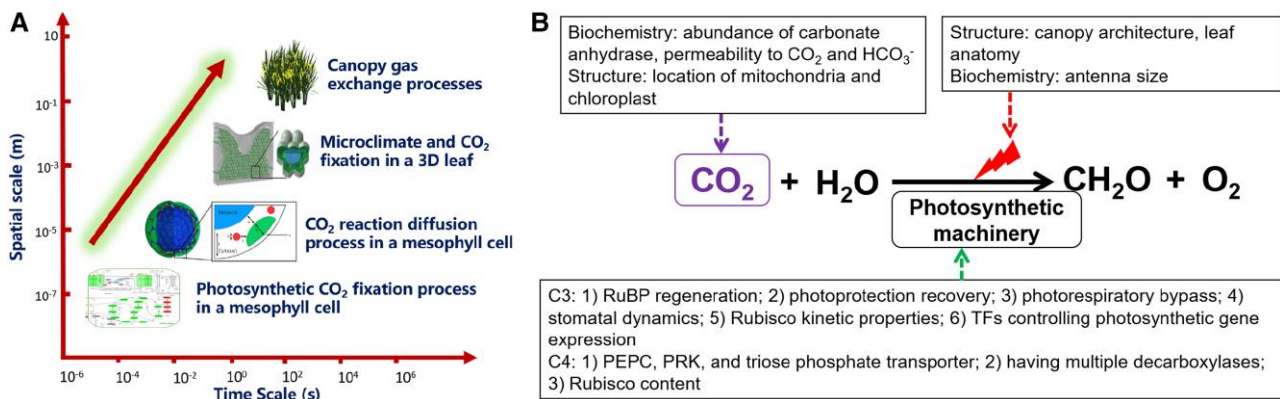 A
Spatial scale (m)
10
10⁻¹
10⁻³
10⁻⁵
10⁻⁷
Canopy gas
exchange processes
Microclimate and CO₂
fixation in a 3D leaf
CO₂ reaction diffusion
process in a mesophyll cell
Photosynthetic CO₂ fixation process
in a mesophyll cell
10⁻⁶ 10⁻⁴ 10⁻² 10⁰ 10² 10⁴ 10⁶
Time Scale (s)
B
Biochemistry: abundance of carbonate
anhydrase, permeability to CO₂ and HCO₃⁻
Structure: location of mitochondria and
chloroplast
Structure: canopy architecture, leaf
anatomy
Biochemistry: antenna size
CO₂ + H₂O CH₂O + O₂
Photosynthetic
machinery
C3: 1) RuBP regeneration; 2) photoprotection recovery; 3) photorespiratory bypass; 4)
stomatal dynamics; 5) Rubisco kinetic properties; 6) TFs controlling photosynthetic gene
expression
C4: 1) PEPC, PRK, and triose phosphate transporter; 2) having multiple decarboxylases;
3) Rubisco content